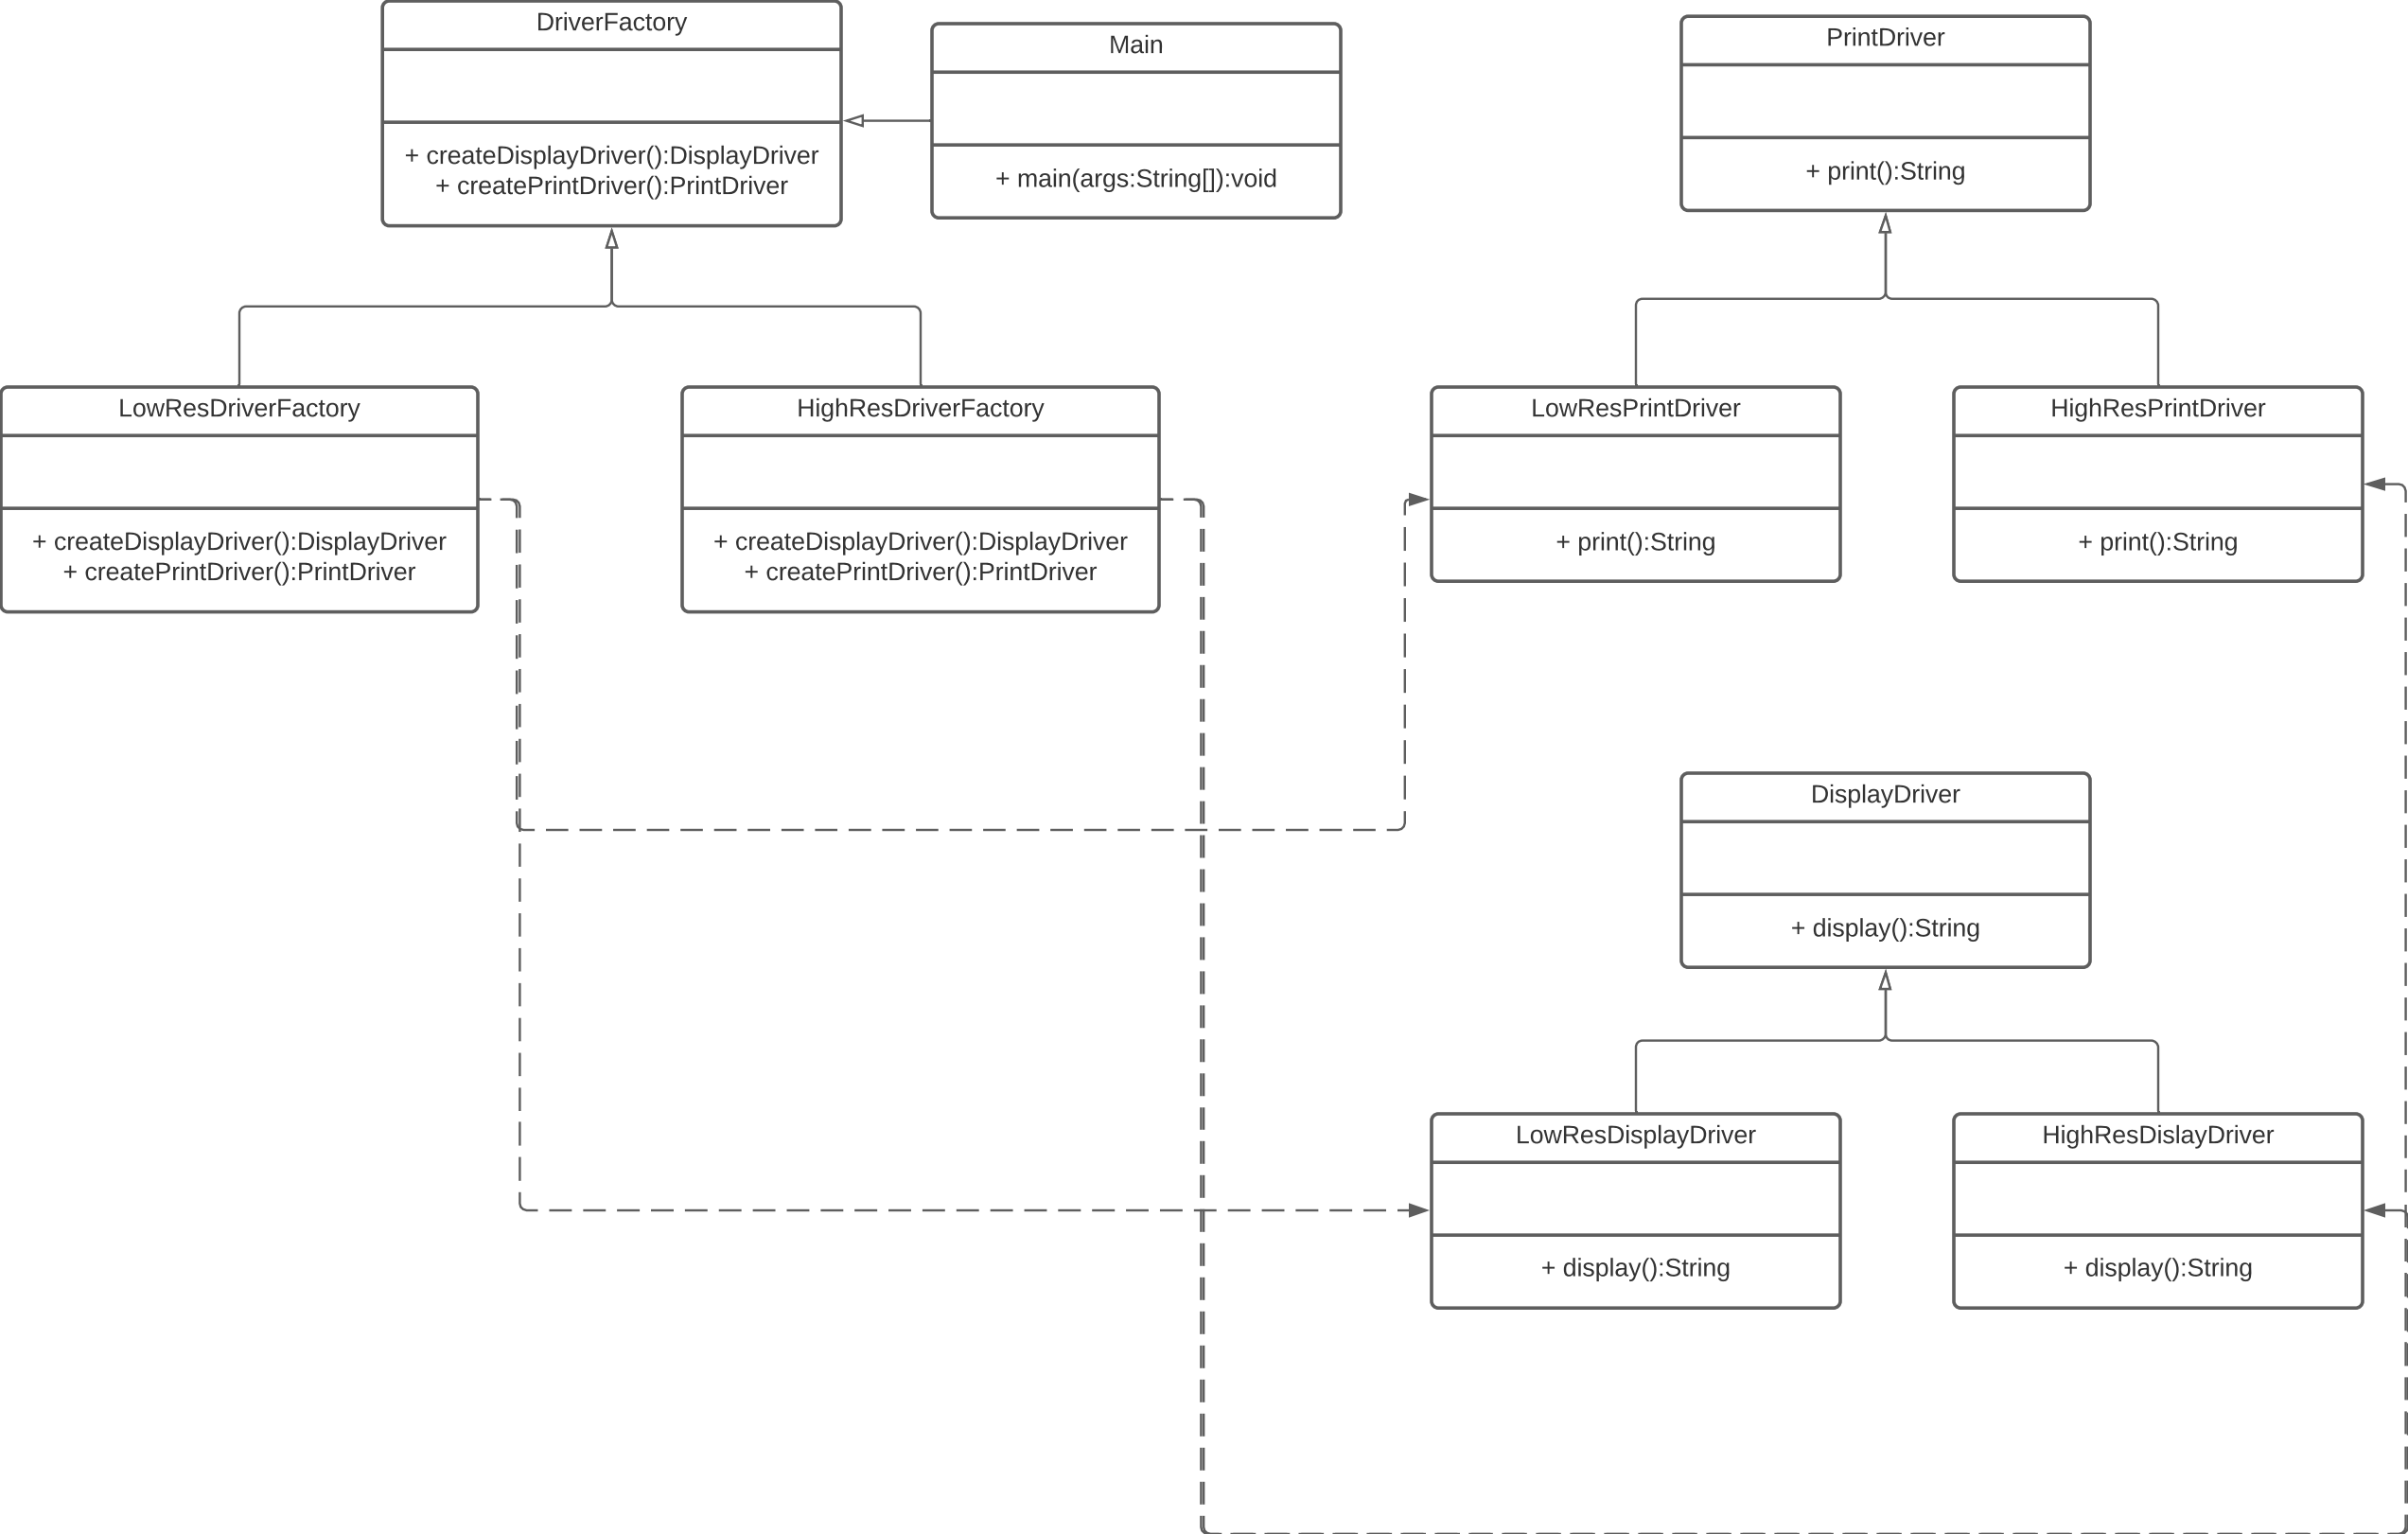 DriverFactory
+ createDisplayDriver():DisplayDriver
+ createPrintDriver():PrintDriver
Main
+ main(args:String[]):void
PrintDriver
+ print():String
LowResDriverFactory
+ createDisplayDriver():DisplayDriver
+ createPrintDriver():PrintDriver
HighResDriverFactory
+ createDisplayDriver():DisplayDriver
+ createPrintDriver():PrintDriver
LowResPrintDriver
+ print():String
HighResPrintDriver
+ print():String
DisplayDriver
+ display():String
LowResDisplayDriver
+ display():String
HighResDislayDriver
+ display():String